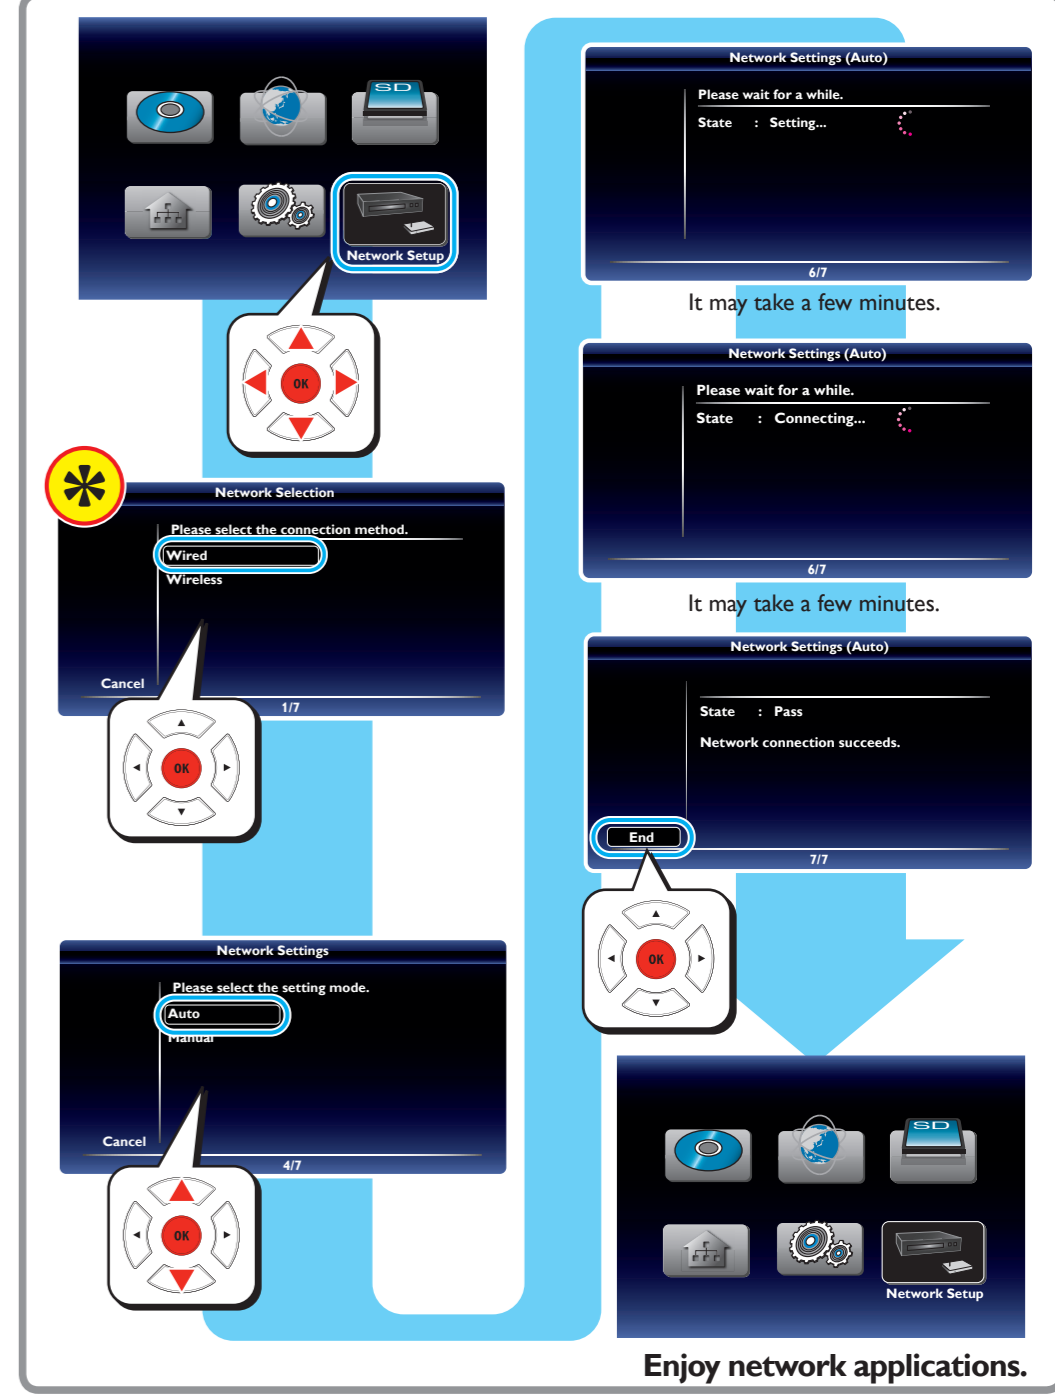 SD
Network Setup
OK
Network Selection
Please select the connection method.
Wired
Wireless
Cancel
1/7
OK
Network Settings
Please select the setting mode.
Auto
Manual
Cancel
4/7
OK
Network Settings (Auto)
Please wait for a while.
State : Setting...
6/7
It may take a few minutes.
Network Settings (Auto)
Please wait for a while.
State : Connecting...
6/7
It may take a few minutes.
Network Settings (Auto)
State : Pass
Network connection succeeds.
End
7/7
OK
SD
Network Setup
Enjoy network applications.